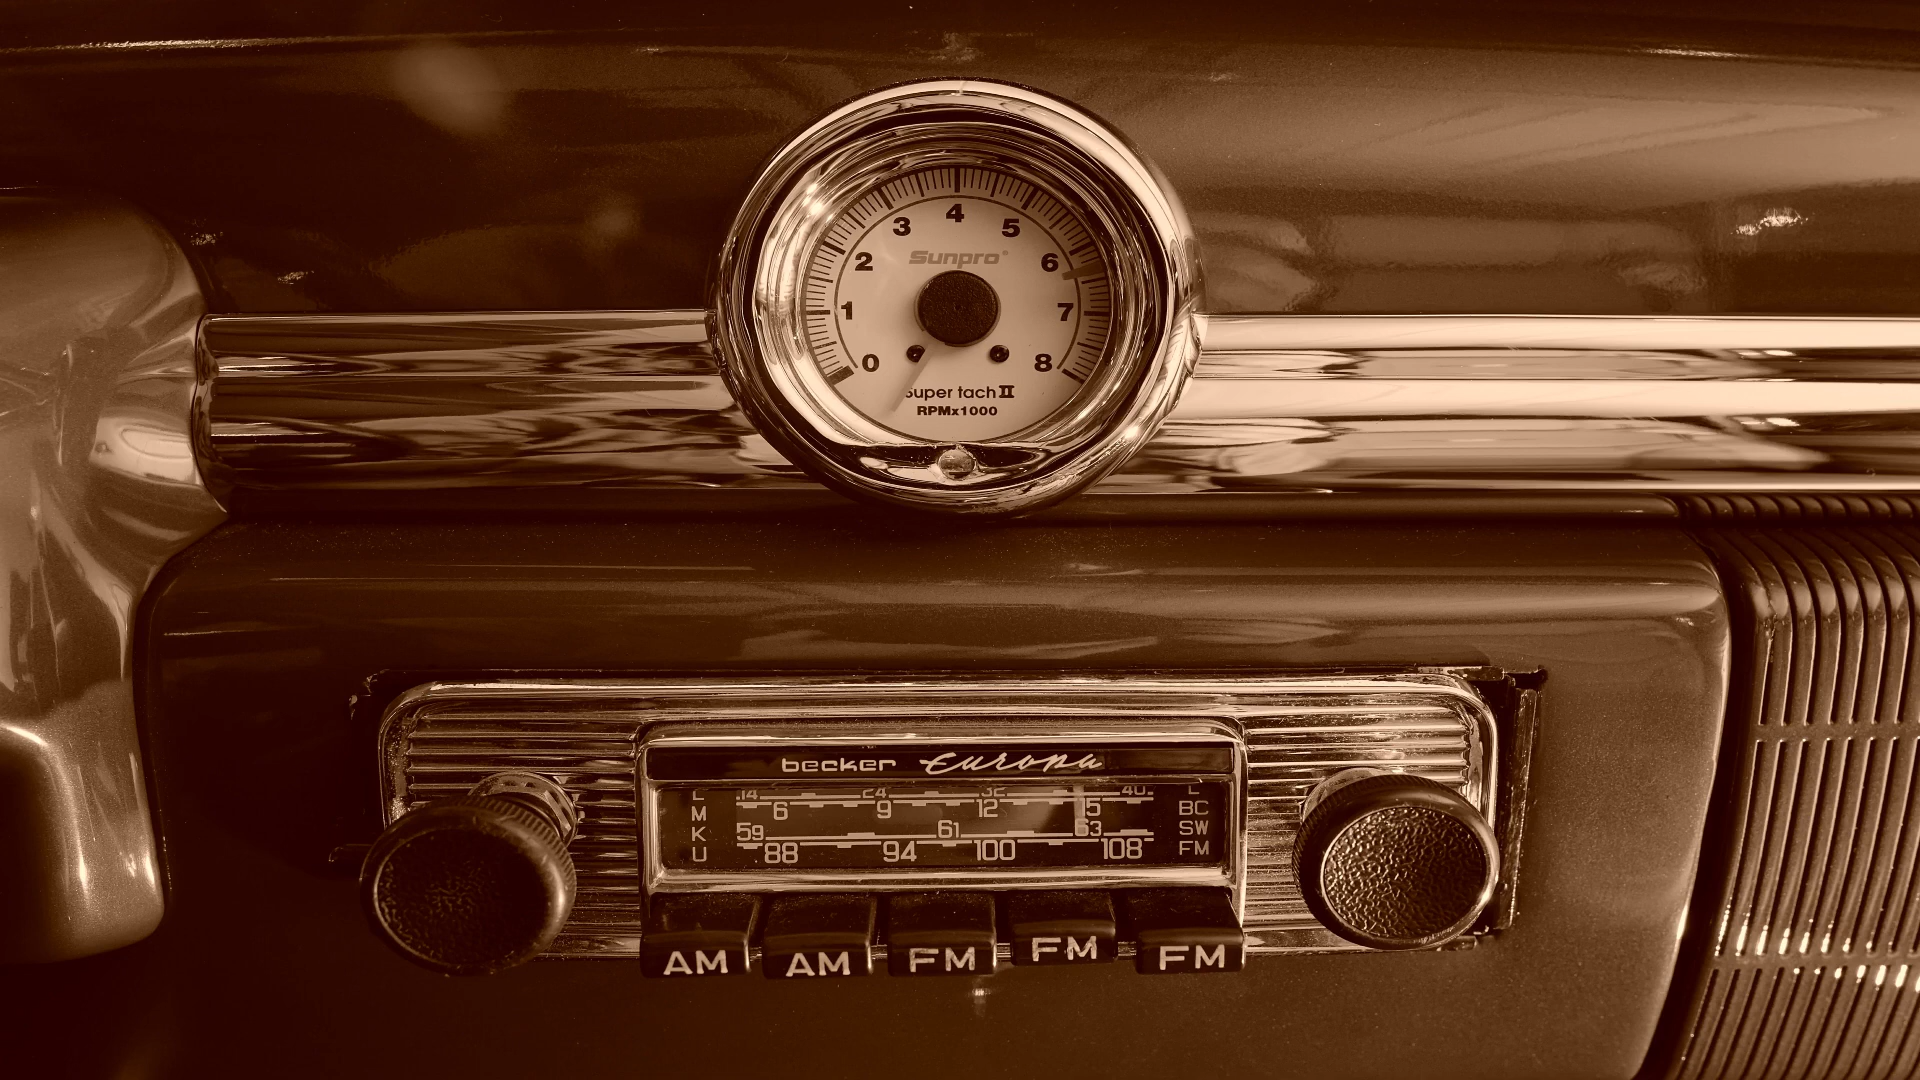 4
3 5
Sunpro®
2 6
1 7
0 8
super tach II
RPMx1000
becker Europa
L 14 24 32 40 L
M 6 9 12 15 BC
K 59 61 63 SW
U 88 94 100 108 FM
AM AM FM FM FM